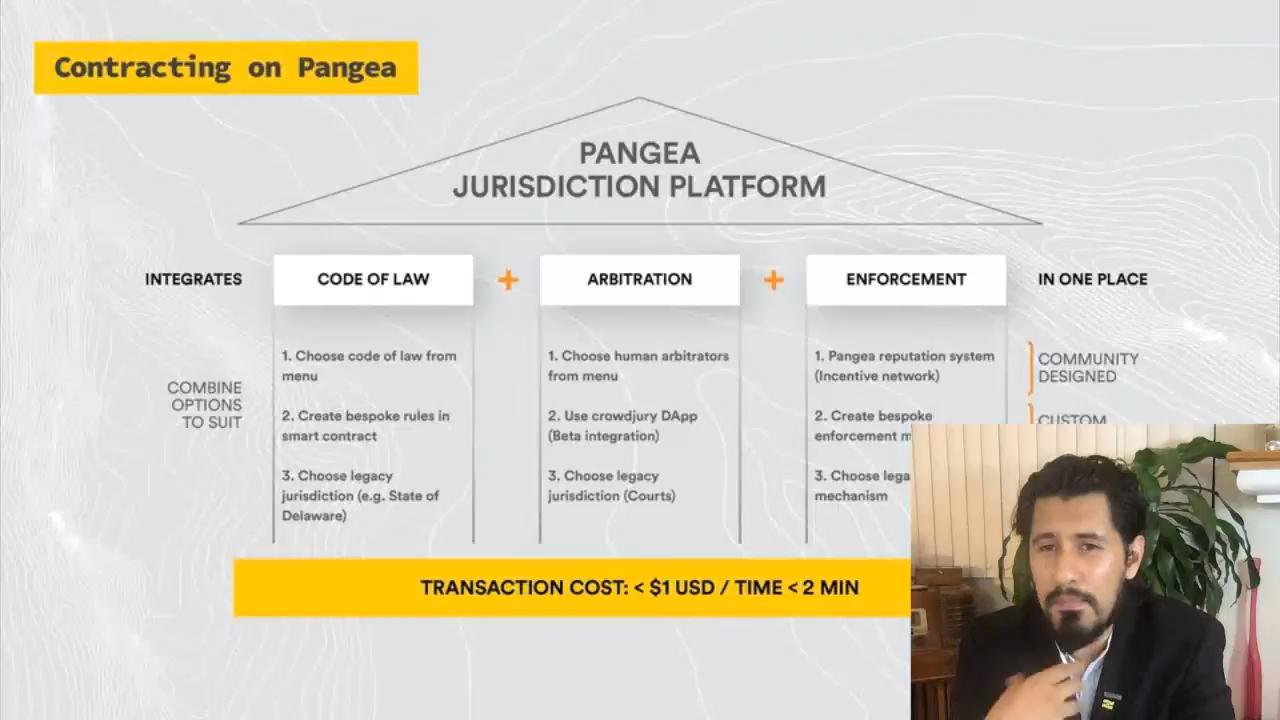 Contracting on Pangea
PANGEA
JURISDICTION PLATFORM
INTEGRATES
CODE OF LAW
+
ARBITRATION
+
ENFORCEMENT
IN ONE PLACE
COMBINE
OPTIONS
TO SUIT
1. Choose code of law from
menu
2. Create bespoke rules in
smart contract
3. Choose legacy
jurisdiction (e.g. State of
Delaware)
1. Choose human arbitrators
from menu
2. Use crowdjury DApp
(Beta integration)
3. Choose legacy
jurisdiction (Courts)
1. Pangea reputation system
(Incentive network)
2. Create bespoke
enforcement
3. Choose
mechanism
COMMUNITY
DESIGNED
CUSTOM
TRANSACTION COST: < $1 USD / TIME < 2 MIN